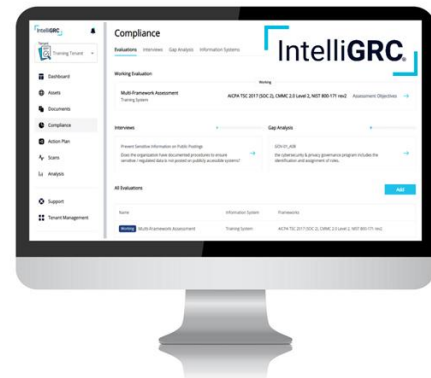 IntelliGRC
Tenant
Training Tenant
Dashboard
Assets
Documents
Compliance
Action Plan
Scans
Analysis
Support
Tenant Management
Compliance
IntelliGRC.
Evaluations Interviews Gap Analysis Information Systems
Working Evaluation
Working
Multi-Framework Assessment
Training System
AICPA TSC 2017 (SOC 2), CMMC 2.0 Level 2, NIST 800-171 rev2 Assessment Objectives
Interviews
Gap Analysis
Prevent Sensitive Information on Public Postings
Does the organisation have documented procedures to ensure
sensitive / regulated data is not posted on publicly accessible systems?
the cybersecurity & privacy governance program includes the
identification and assignment of roles.
All Evaluations
Add
Name Information System Frameworks
Working Multi-Framework Assessment Training System AICPA TSC 2017 (SOC 2), CMMC 2.0 Level 2, NIST 800-171 rev2